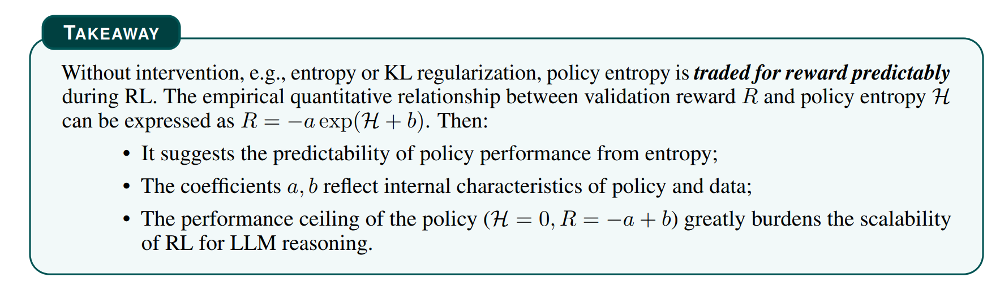 TAKEAWAY
Without intervention, e.g., entropy or KL regularization, policy entropy is traded for reward predictably
during RL. The empirical quantitative relationship between validation reward R and policy entropy ℋ
can be expressed as R = −a exp(ℋ + b). Then:
• It suggests the predictability of policy performance from entropy;
• The coefficients a, b reflect internal characteristics of policy and data;
• The performance ceiling of the policy (ℋ = 0, R = −a + b) greatly burdens the scalability
of RL for LLM reasoning.